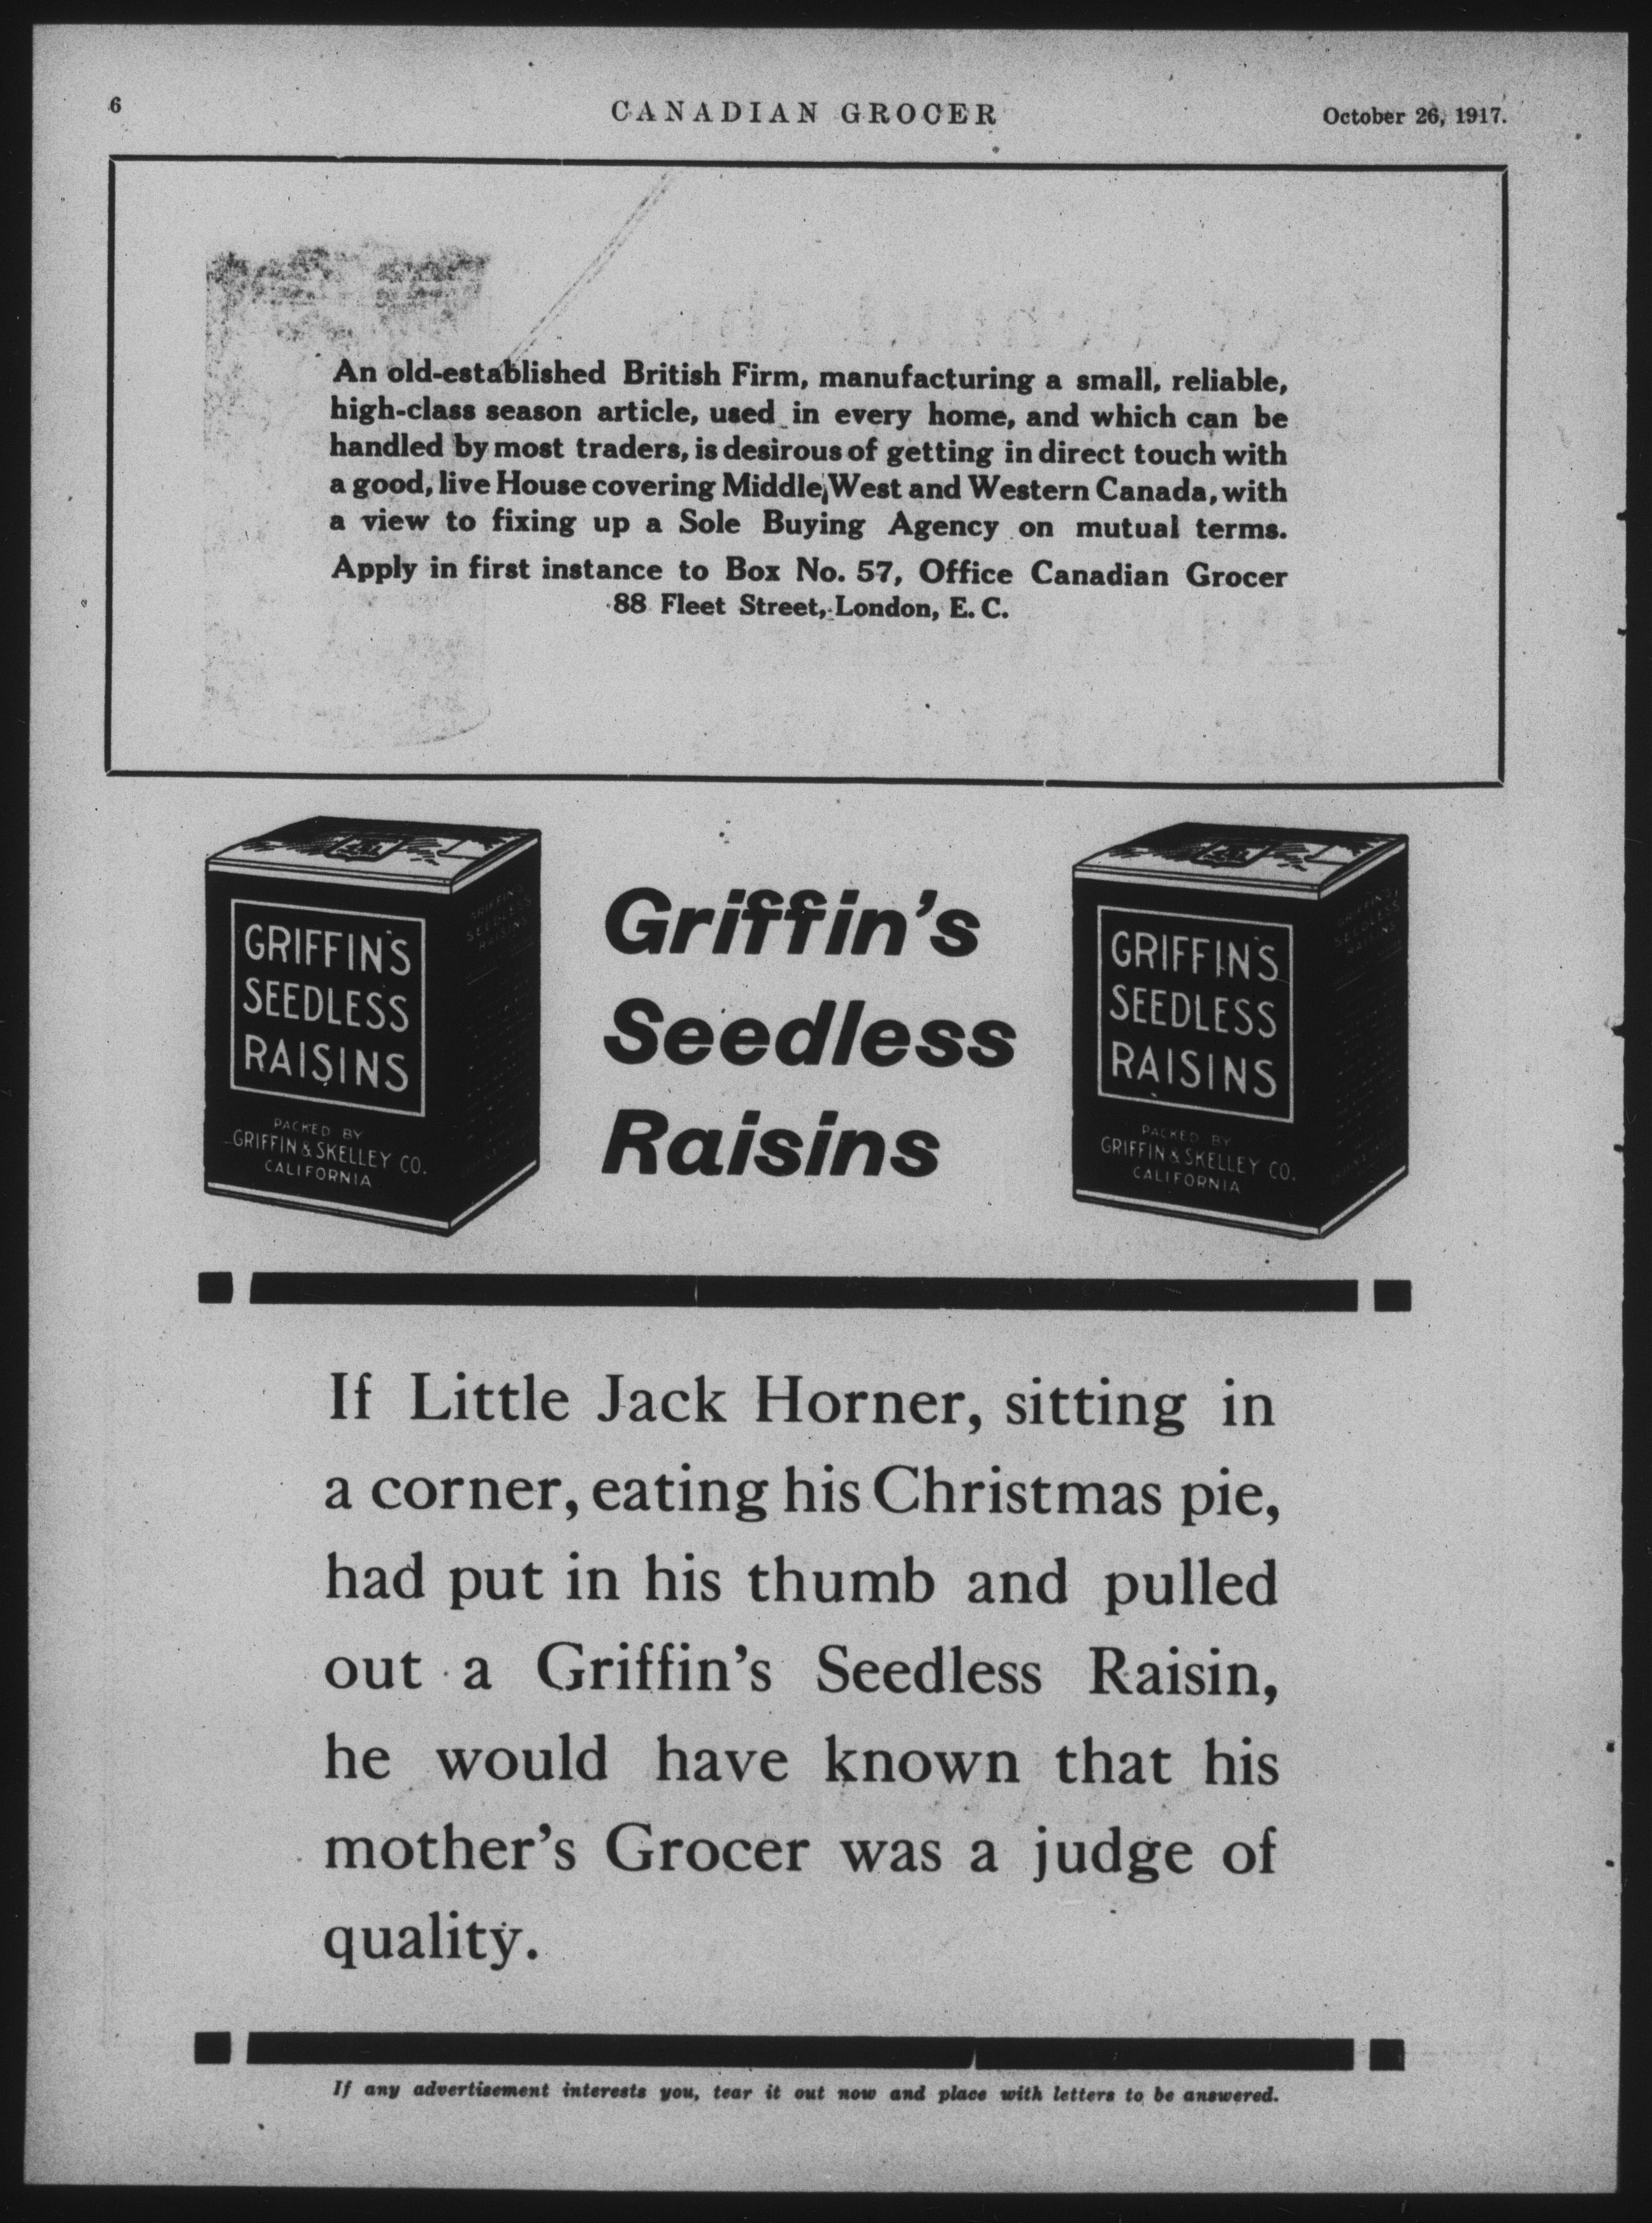 6
CANADIAN GROCER
October 26, 1917.
An old-established British Firm, manufacturing a small, reliable,
high-class season article, used in every home, and which can be
handled by most traders, is desirous of getting in direct touch with
a good, live House covering Middle West and Western Canada, with
a view to fixing up a Sole Buying Agency on mutual terms.
Apply in first instance to Box No. 57, Office Canadian Grocer
88 Fleet Street, London, E. C.
GRIFFIN'S
SEEDLESS
RAISINS
PACKED BY
GRIFFIN & SKELLEY CO.
CALIFORNIA
GRIFFIN'S
SEEDLESS
RAISINS
Griffin's
Seedless
Raisins
GRIFFIN'S
SEEDLESS
RAISINS
PACKED BY
GRIFFIN & SKELLEY CO.
CALIFORNIA
GRIFFIN'S
SEEDLESS
RAISINS
If Little Jack Horner, sitting in
a corner, eating his Christmas pie,
had put in his thumb and pulled
out a Griffin's Seedless Raisin,
he would have known that his
mother's Grocer was a judge of
quality.
If any advertisement interests you, tear it out now and place with letters to be answered.